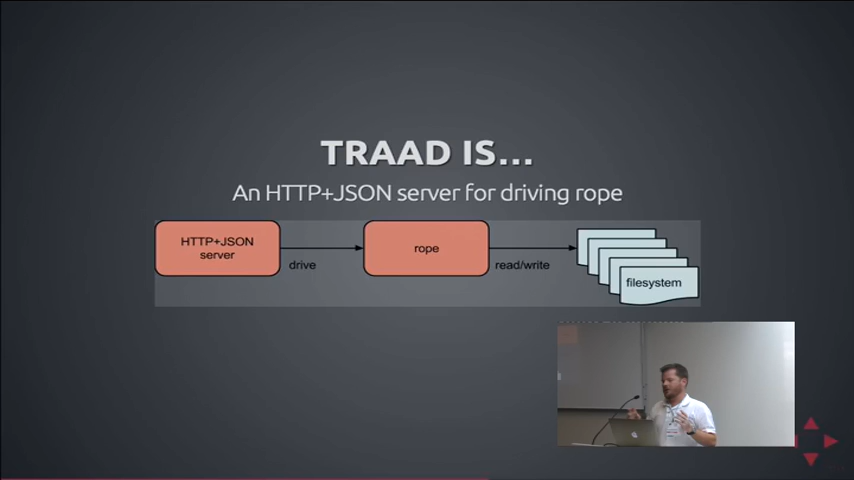 TRAAD IS...
An HTTP+JSON server for driving rope
HTTP+JSON
server
drive
rope
read/write
filesystem